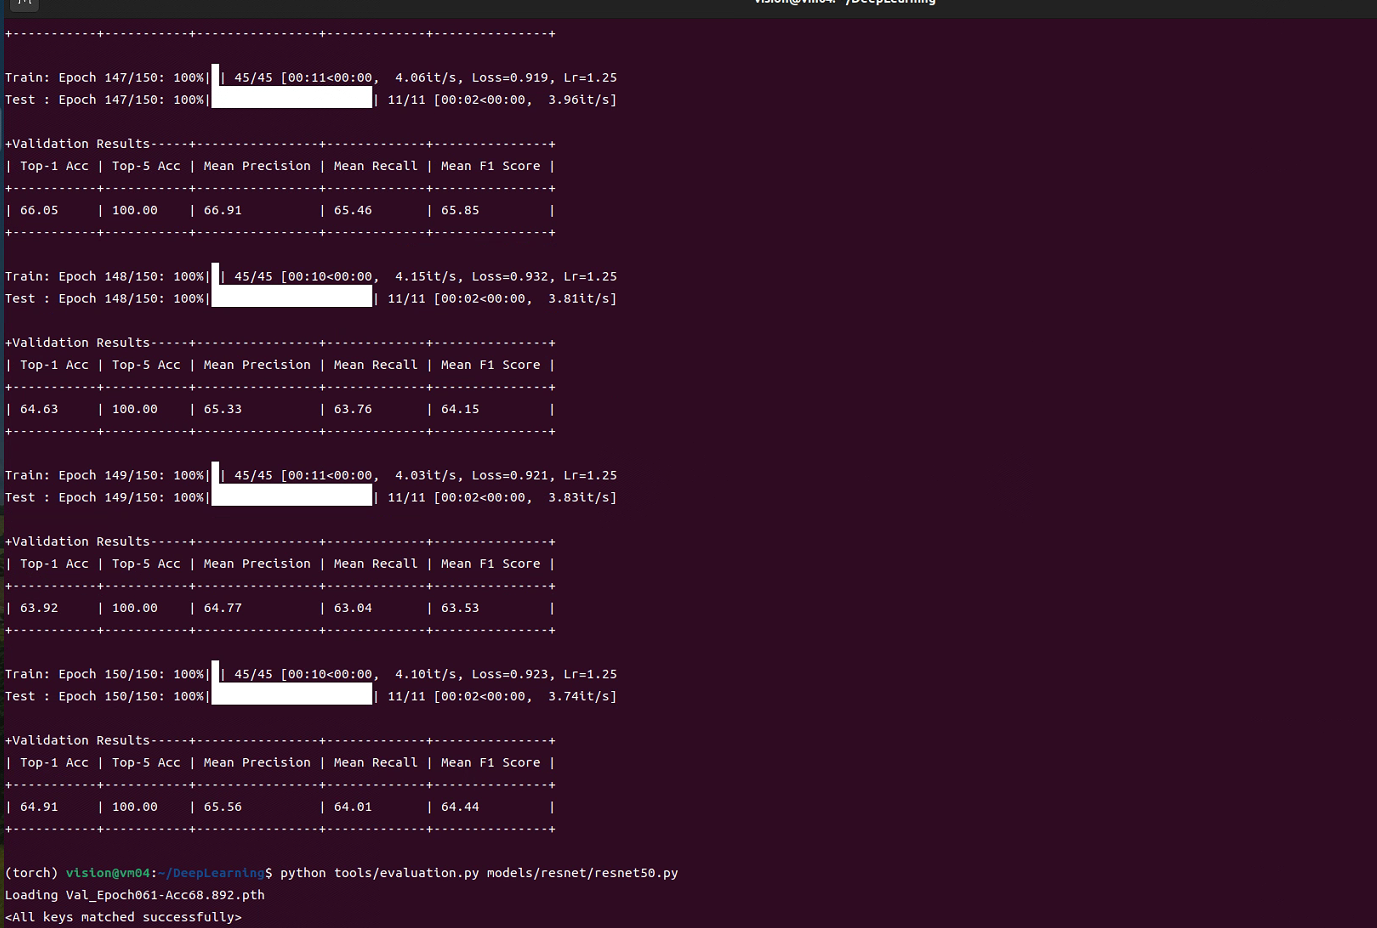 vision@vm04: ~/DeepLearning
+-----------+-----------+----------------+-------------+---------------+
Train: Epoch 147/150: 100%| | 45/45 [00:11<00:00,  4.06it/s, Loss=0.919, Lr=1.25
Test : Epoch 147/150: 100%| | 11/11 [00:02<00:00,  3.96it/s]
+Validation Results-----+----------------+-------------+---------------+
| Top-1 Acc | Top-5 Acc | Mean Precision | Mean Recall | Mean F1 Score |
+-----------+-----------+----------------+-------------+---------------+
| 66.05     | 100.00    | 66.91          | 65.46       | 65.85         |
+-----------+-----------+----------------+-------------+---------------+
Train: Epoch 148/150: 100%| | 45/45 [00:10<00:00,  4.15it/s, Loss=0.932, Lr=1.25
Test : Epoch 148/150: 100%| | 11/11 [00:02<00:00,  3.81it/s]
+Validation Results-----+----------------+-------------+---------------+
| Top-1 Acc | Top-5 Acc | Mean Precision | Mean Recall | Mean F1 Score |
+-----------+-----------+----------------+-------------+---------------+
| 64.63     | 100.00    | 65.33          | 63.76       | 64.15         |
+-----------+-----------+----------------+-------------+---------------+
Train: Epoch 149/150: 100%| | 45/45 [00:11<00:00,  4.03it/s, Loss=0.921, Lr=1.25
Test : Epoch 149/150: 100%| | 11/11 [00:02<00:00,  3.83it/s]
+Validation Results-----+----------------+-------------+---------------+
| Top-1 Acc | Top-5 Acc | Mean Precision | Mean Recall | Mean F1 Score |
+-----------+-----------+----------------+-------------+---------------+
| 63.92     | 100.00    | 64.77          | 63.04       | 63.53         |
+-----------+-----------+----------------+-------------+---------------+
Train: Epoch 150/150: 100%| | 45/45 [00:10<00:00,  4.10it/s, Loss=0.923, Lr=1.25
Test : Epoch 150/150: 100%| | 11/11 [00:02<00:00,  3.74it/s]
+Validation Results-----+----------------+-------------+---------------+
| Top-1 Acc | Top-5 Acc | Mean Precision | Mean Recall | Mean F1 Score |
+-----------+-----------+----------------+-------------+---------------+
| 64.91     | 100.00    | 65.56          | 64.01       | 64.44         |
+-----------+-----------+----------------+-------------+---------------+
(torch) vision@vm04:~/DeepLearning$ python tools/evaluation.py models/resnet/resnet50.py
Loading Val_Epoch061-Acc68.892.pth
<All keys matched successfully>